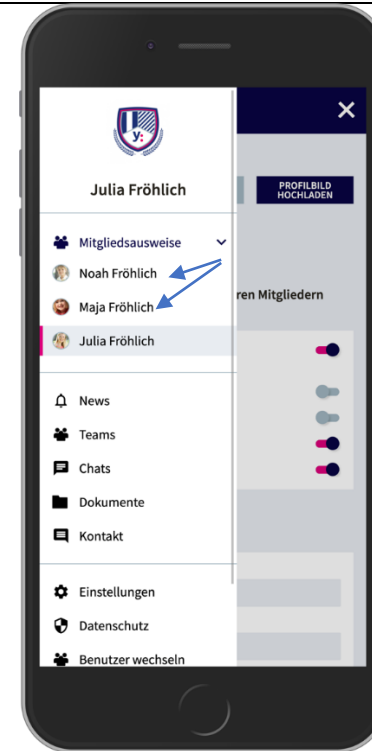 y:
Julia Fröhlich
PROFILBILD
HOCHLADEN
Mitgliedsausweise
Noah Fröhlich
ren Mitgliedern
Maja Fröhlich
Julia Fröhlich
News
Teams
Chats
Dokumente
Kontakt
Einstellungen
Datenschutz
Benutzer wechseln